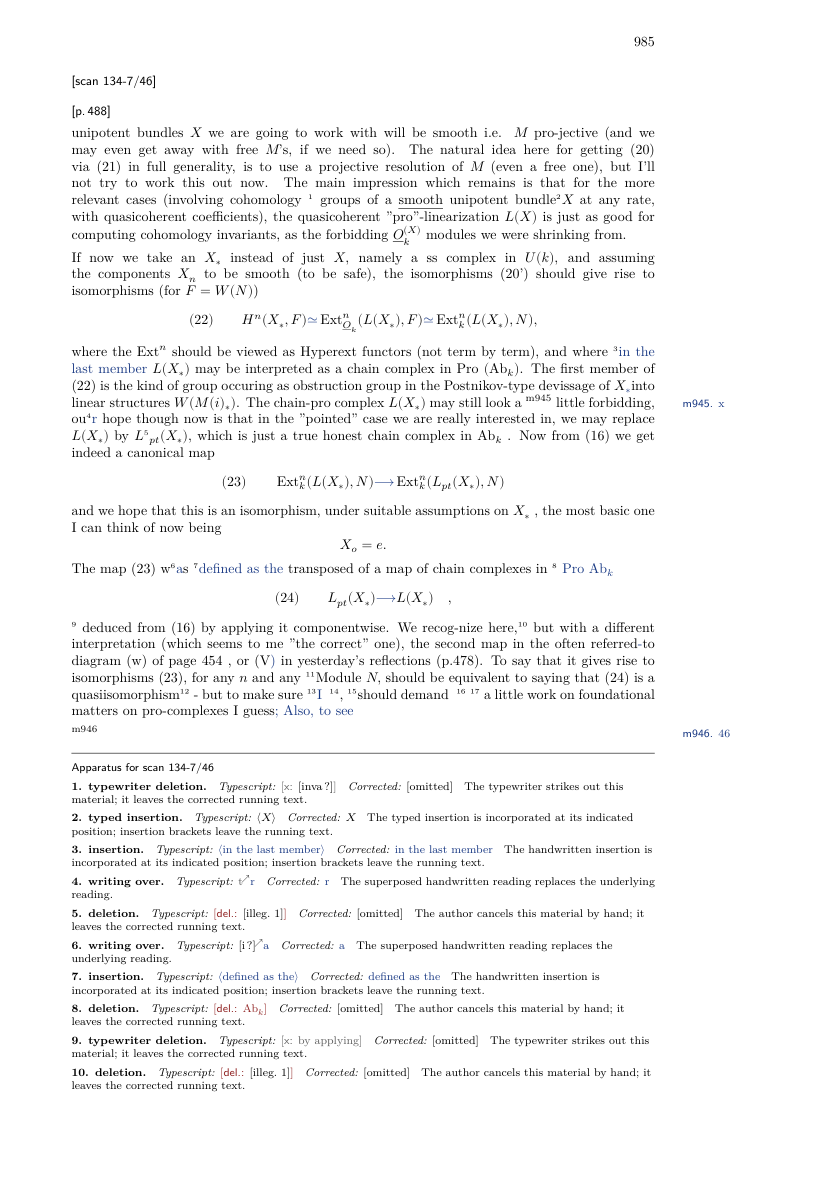 985
[scan 134-7/46]
[p. 488]
unipotent bundles X we are going to work with will be smooth i.e. M pro-jective (and we
may even get away with free M's, if we need so). The natural idea here for getting (20)
via (21) in full generality, is to use a projective resolution of M (even a free one), but I'll
not try to work this out now. The main impression which remains is that for the more
relevant cases (involving cohomology ¹ groups of a smooth unipotent bundle²X at any rate,
with quasicoherent coefficients), the quasicoherent "pro"-linearization L(X) is just as good for
computing cohomology invariants, as the forbidding O_k^(X) modules we were shrinking from.
If now we take an X_* instead of just X, namely a ss complex in U(k), and assuming
the components X_n to be smooth (to be safe), the isomorphisms (20') should give rise to
isomorphisms (for F = W(N))
(22) H^n(X_*, F)≃Ext^n_{O_k}(L(X_*), F)≃Ext^n_k(L(X_*), N),
where the Ext^n should be viewed as Hyperext functors (not term by term), and where ³in the
last member L(X_*) may be interpreted as a chain complex in Pro (Ab_k). The first member of
(22) is the kind of group occuring as obstruction group in the Postnikov-type devissage of X_*into
linear structures W(M(i)_*). The chain-pro complex L(X_*) may still look a m945 little forbidding,
m945. x
ou⁴r hope though now is that in the "pointed" case we are really interested in, we may replace
L(X_*) by L⁵_pt(X_*), which is just a true honest chain complex in Ab_k . Now from (16) we get
indeed a canonical map
(23) Ext^n_k(L(X_*), N)⟶Ext^n_k(L_pt(X_*), N)
and we hope that this is an isomorphism, under suitable assumptions on X_* , the most basic one
I can think of now being
X_o = e.
The map (23) w⁶as ⁷defined as the transposed of a map of chain complexes in ⁸ Pro Ab_k
(24) L_pt(X_*)⟶L(X_*) ,
⁹ deduced from (16) by applying it componentwise. We recog-nize here,¹⁰ but with a different
interpretation (which seems to me "the correct" one), the second map in the often referred-to
diagram (w) of page 454 , or (V) in yesterday's reflections (p.478). To say that it gives rise to
isomorphisms (23), for any n and any ¹¹Module N, should be equivalent to saying that (24) is a
quasiisomorphism¹² - but to make sure ¹³I ¹⁴, ¹⁵should demand ¹⁶ ¹⁷ a little work on foundational
matters on pro-complexes I guess; Also, to see
m946
m946. 46
Apparatus for scan 134-7/46
1. typewriter deletion. Typescript: [x: [inva ?]] Corrected: [omitted] The typewriter strikes out this
material; it leaves the corrected running text.
2. typed insertion. Typescript: ⟨X⟩ Corrected: X The typed insertion is incorporated at its indicated
position; insertion brackets leave the running text.
3. insertion. Typescript: ⟨in the last member⟩ Corrected: in the last member The handwritten insertion is
incorporated at its indicated position; insertion brackets leave the running text.
4. writing over. Typescript: t↗r Corrected: r The superposed handwritten reading replaces the underlying
reading.
5. deletion. Typescript: [del.: [illeg. 1]] Corrected: [omitted] The author cancels this material by hand; it
leaves the corrected running text.
6. writing over. Typescript: [i ?]↗a Corrected: a The superposed handwritten reading replaces the
underlying reading.
7. insertion. Typescript: ⟨defined as the⟩ Corrected: defined as the The handwritten insertion is
incorporated at its indicated position; insertion brackets leave the running text.
8. deletion. Typescript: [del.: Ab_k] Corrected: [omitted] The author cancels this material by hand; it
leaves the corrected running text.
9. typewriter deletion. Typescript: [x: by applying] Corrected: [omitted] The typewriter strikes out this
material; it leaves the corrected running text.
10. deletion. Typescript: [del.: [illeg. 1]] Corrected: [omitted] The author cancels this material by hand; it
leaves the corrected running text.